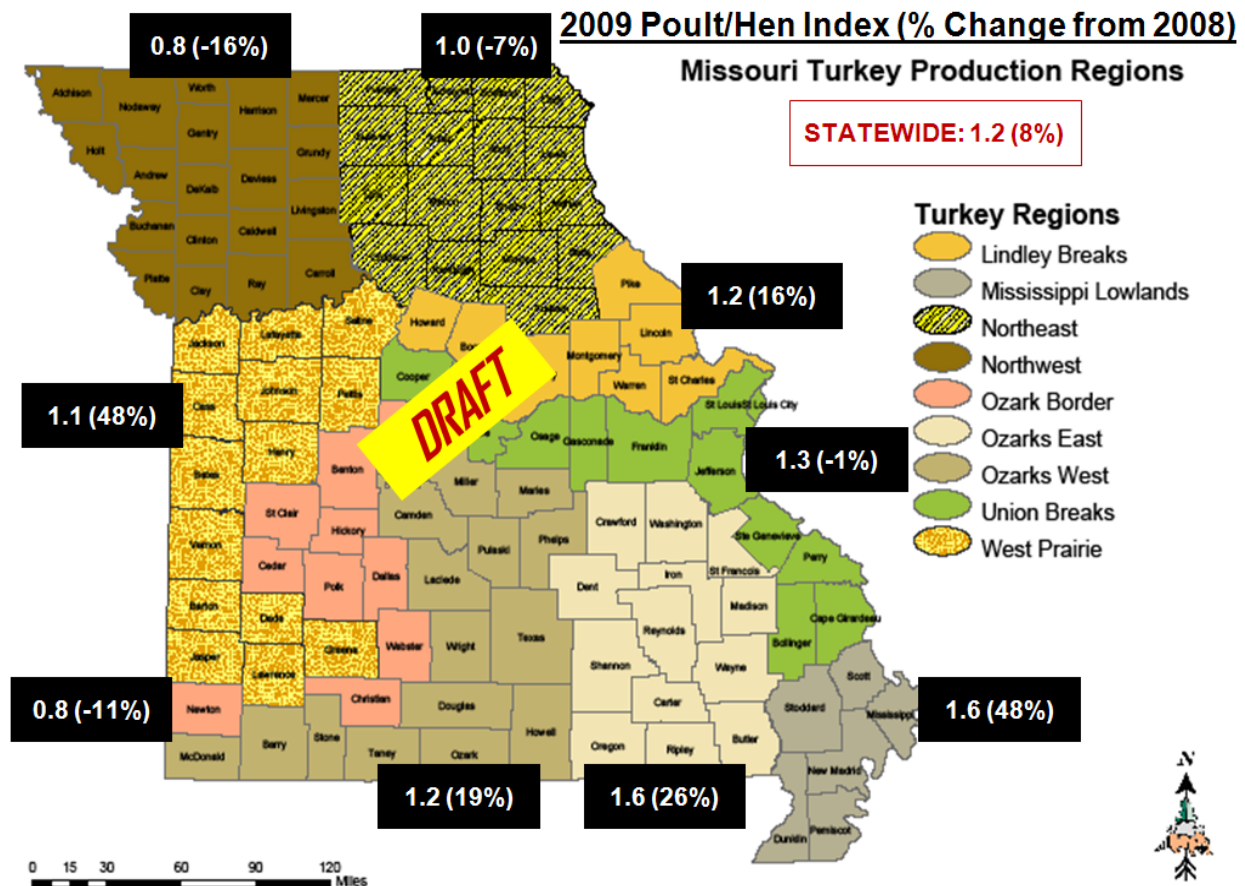 2009 Poult/Hen Index (% Change from 2008)
Missouri Turkey Production Regions
STATEWIDE: 1.2 (8%)
0.8 (-16%)
1.0 (-7%)
1.2 (16%)
1.1 (48%)
1.3 (-1%)
0.8 (-11%)
1.6 (48%)
1.2 (19%)
1.6 (26%)
Turkey Regions
Lindley Breaks
Mississippi Lowlands
Northeast
Northwest
Ozark Border
Ozarks East
Ozarks West
Union Breaks
West Prairie
DRAFT
Atchison
Nodaway
Worth
Harrison
Mercer
Gentry
Holt
Grundy
Andrew
DeKalb
Daviess
Livingston
Buchanan
Clinton
Caldwell
Platte
Clay
Ray
Carroll
Pike
Howard
Lincoln
Montgomery
Warren
St Charles
Jackson
Lafayette
Saline
Cass
Johnson
Pettis
Cooper
Henry
Bates
Benton
St Louis
St Louis City
Osage
Gasconade
Franklin
Jefferson
Miller
Maries
Camden
St Clair
Hickory
Pulaski
Phelps
Crawford
Washington
Ste Genevieve
Perry
St Francois
Vernon
Cedar
Polk
Dallas
Laclede
Dent
Iron
Madison
Reynolds
Bollinger
Cape Girardeau
Barton
Dade
Greene
Webster
Wright
Texas
Shannon
Wayne
Jasper
Lawrence
Christian
Douglas
Carter
Scott
Stoddard
Mississippi
Newton
McDonald
Barry
Stone
Taney
Ozark
Howell
Oregon
Ripley
Butler
New Madrid
Dunklin
Pemiscot
N
0 15 30 60 90 120
Miles